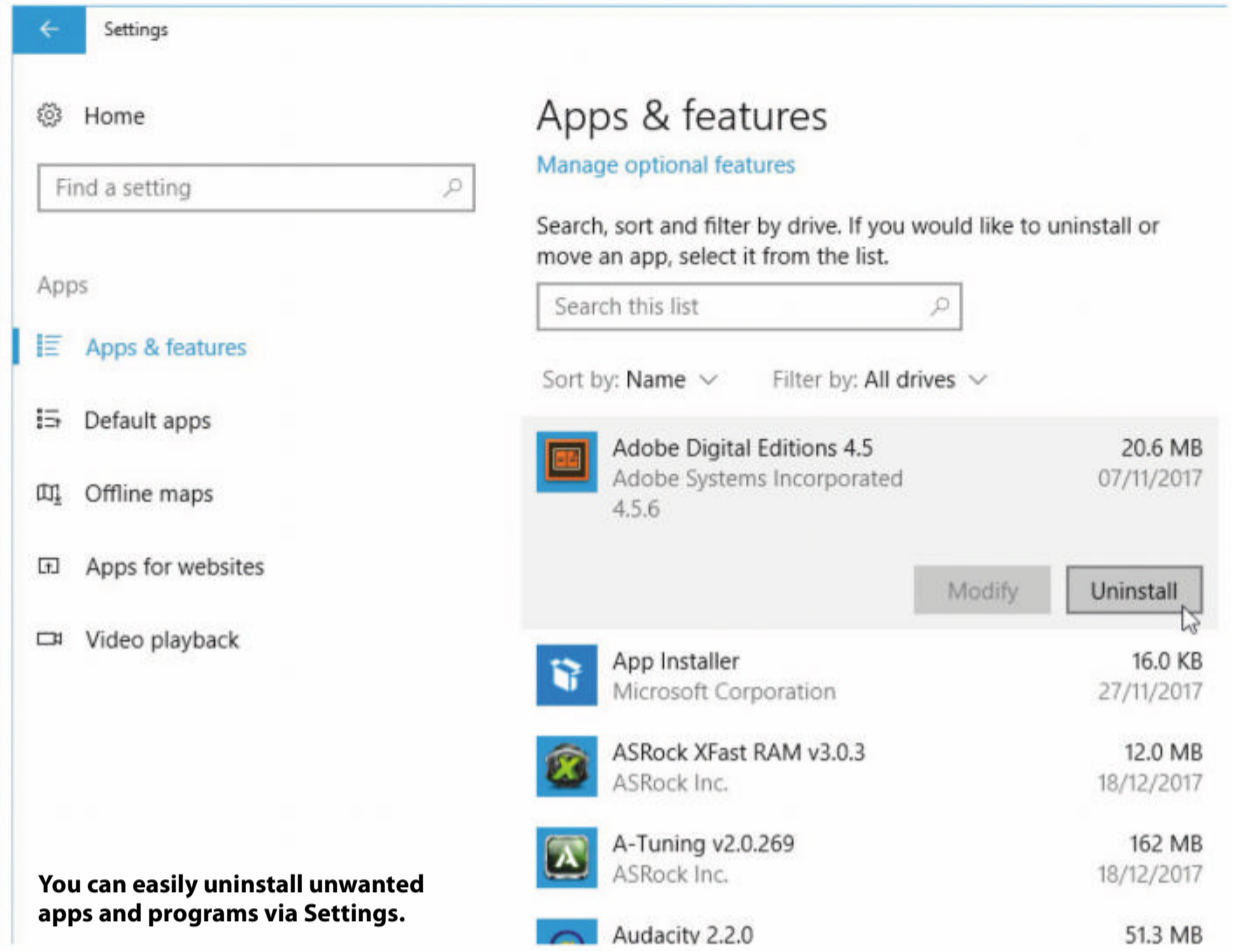 Settings
Home
Find a setting
Apps
Apps & features
Default apps
Offline maps
Apps for websites
Video playback
You can easily uninstall unwanted
apps and programs via Settings.
Apps & features
Manage optional features
Search, sort and filter by drive. If you would like to uninstall or
move an app, select it from the list.
Search this list
Sort by: Name Filter by: All drives
Adobe Digital Editions 4.5 20.6 MB
Adobe Systems Incorporated 07/11/2017
4.5.6
Modify Uninstall
App Installer 16.0 KB
Microsoft Corporation 27/11/2017
ASRock XFast RAM v3.0.3 12.0 MB
ASRock Inc. 18/12/2017
A-Tuning v2.0.269 162 MB
ASRock Inc. 18/12/2017
Audacity 2.2.0 51.3 MB